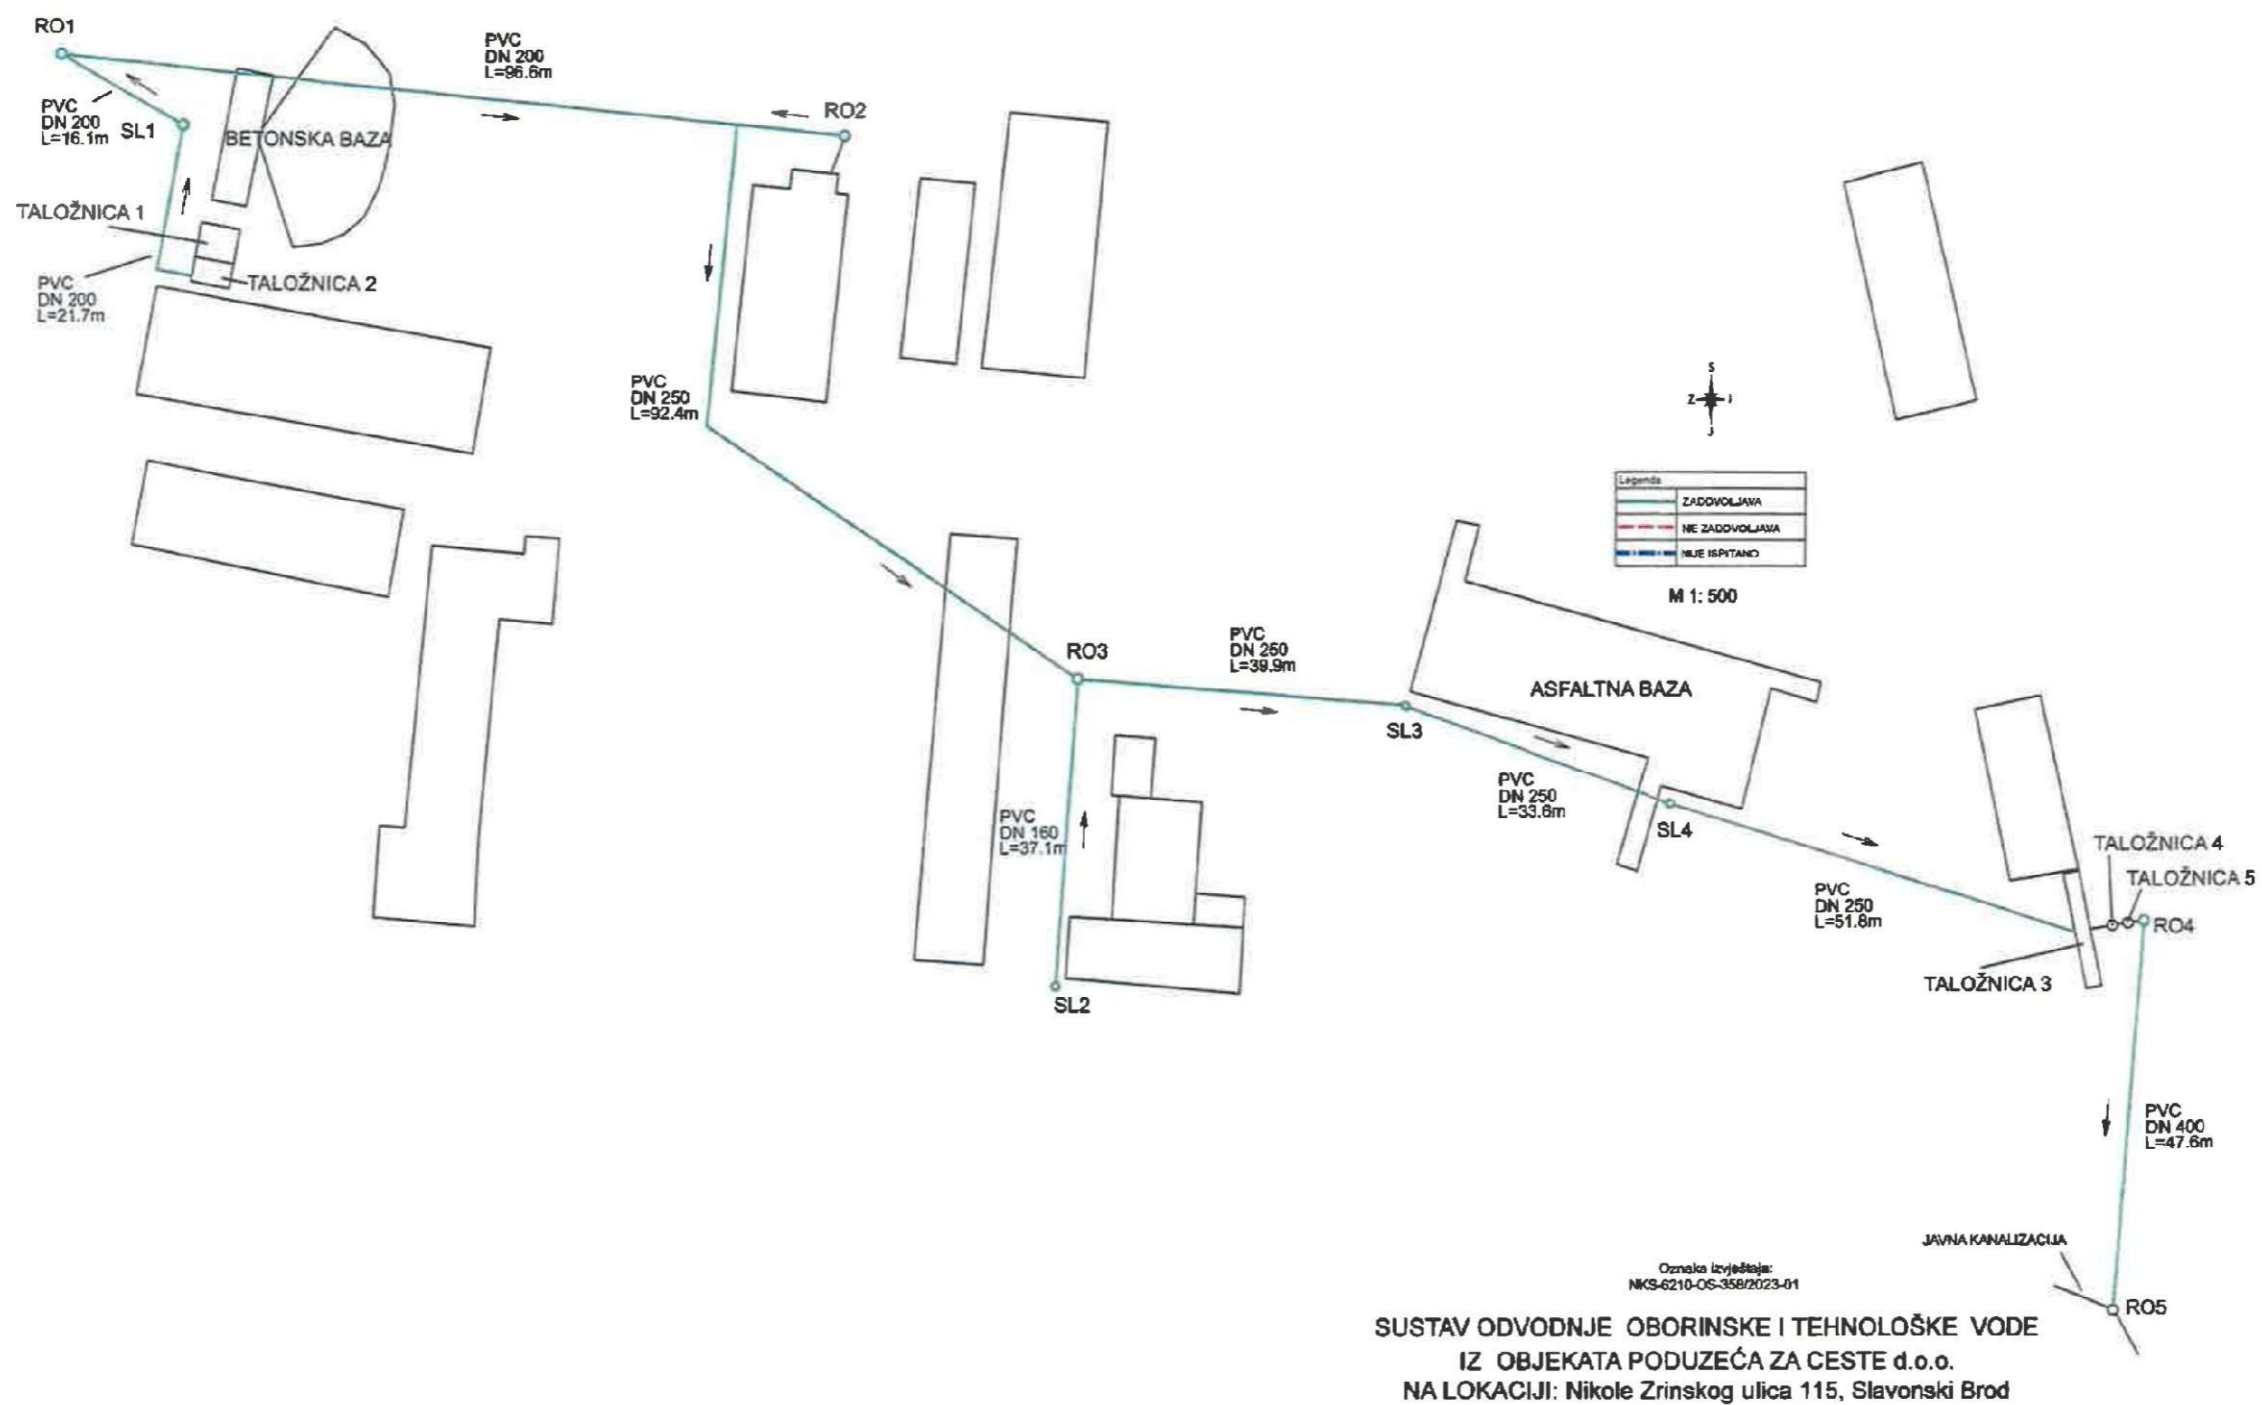 RO1
PVC
DN 200
L=96.6m
RO2
PVC
DN 200
L=16.1m
SL1
BETONSKA BAZA
TALOŽNICA 1
PVC
DN 200
L=21.7m
TALOŽNICA 2
PVC
DN 250
L=92.4m
S
Z
J
Legenda
ZADOVOLJAVA
NE ZADOVOLJAVA
NIJE ISPITANO
M 1: 500
RO3
PVC
DN 250
L=39.9m
ASFALTNA BAZA
SL3
PVC
DN 250
L=33.6m
SL4
PVC
DN 160
L=37.1m
SL2
PVC
DN 250
L=51.8m
TALOŽNICA 4
TALOŽNICA 5
RO4
TALOŽNICA 3
PVC
DN 400
L=47.6m
JAVNA KANALIZACIJA
RO5
Oznaka izvještaja:
NKS-6210-OS-358/2023-01
SUSTAV ODVODNJE OBORINSKE I TEHNOLOŠKE VODE
IZ OBJEKATA PODUZEĆA ZA CESTE d.o.o.
NA LOKACIJI: Nikole Zrinskog ulica 115, Slavonski Brod